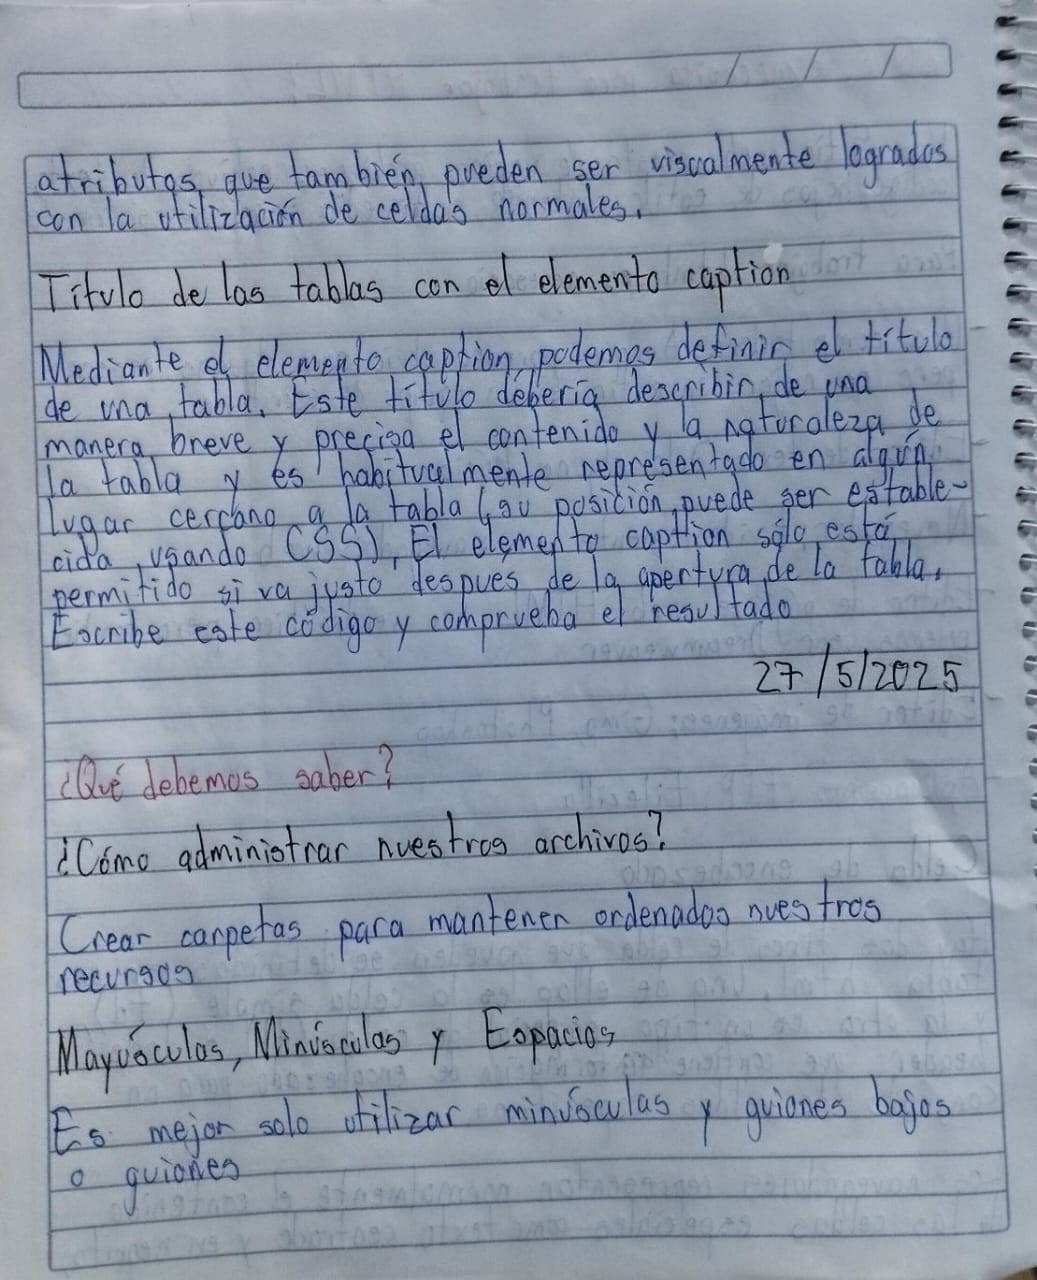 atributos, que también, pueden ser visualmente logrados
con la utilización de celdas normales.
Título de las tablas con el elemento caption
Mediante el elemento caption, podemos definir el título
de una tabla. Este título debería describir, de una
manera breve y precisa el contenido y la naturaleza de
la tabla y es habitualmente representado en algún
lugar cercano a la tabla (su posición puede ser estable-
cida, usando CSS). El elemento caption sólo está
permitido si va justo despues de la apertura de la tabla.
Escribe este código y comprueba el resultado
27/5/2025
¿Qué debemos saber?
¿Cómo administrar nuestros archivos?
Crear carpetas para mantener ordenados nuestros
recursos
Mayúsculas, Minúsculas y Espacios
Es mejor solo utilizar minúsculas y guiones bajos
o guiones